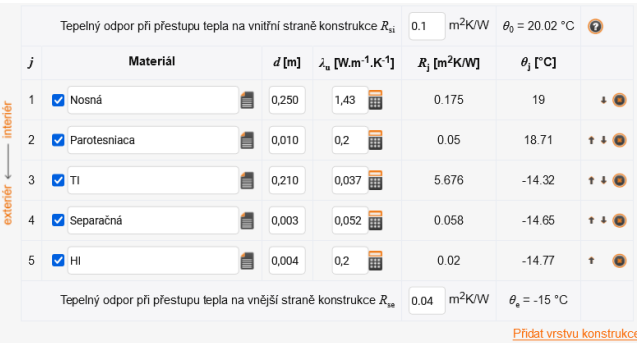 Tepelný odpor při přestupu tepla na vnitřní straně konstrukce Rsi 0.1 m²K/W θ0 = 20.02 °C
j Materiál d [m] λu [W.m-1.K-1] Rj [m²K/W] θj [°C]
1 Nosná 0,250 1,43 0.175 19
2 Parotesniaca 0,010 0,2 0.05 18.71
3 TI 0,210 0,037 5.676 -14.32
4 Separačná 0,003 0,052 0.058 -14.65
5 HI 0,004 0,2 0.02 -14.77
exteriér ← interiér
Tepelný odpor při přestupu tepla na vnější straně konstrukce Rse 0.04 m²K/W θe = -15 °C
Přidat vrstvu konstrukce